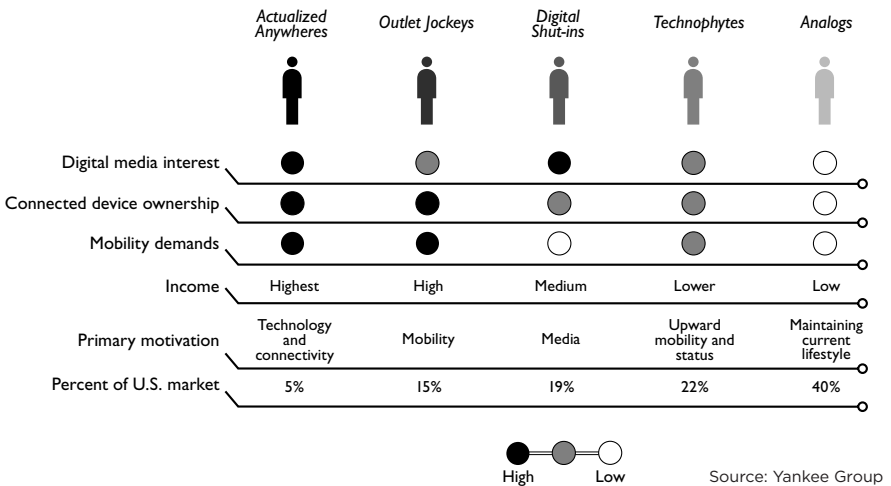 Actualized
Anywheres
Outlet Jockeys
Digital
Shut-ins
Technophytes
Analogs
Digital media interest
Connected device ownership
Mobility demands
Income
Highest
High
Medium
Lower
Low
Primary motivation
Technology
and
connectivity
Mobility
Media
Upward
mobility and
status
Maintaining
current
lifestyle
Percent of U.S. market
5%
15%
19%
22%
40%
High
Low
Source: Yankee Group